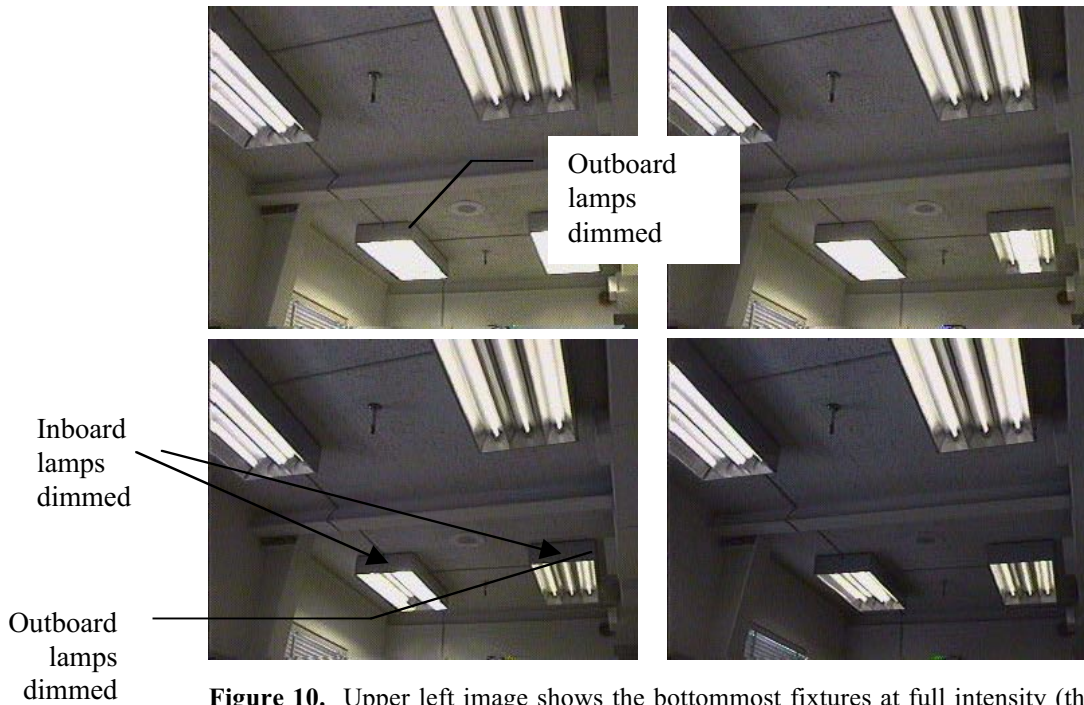 Outboard
lamps
dimmed
Inboard
lamps
dimmed
Outboard
lamps
dimmed
Figure 10. Upper left image shows the bottommost fixtures at full intensity (th